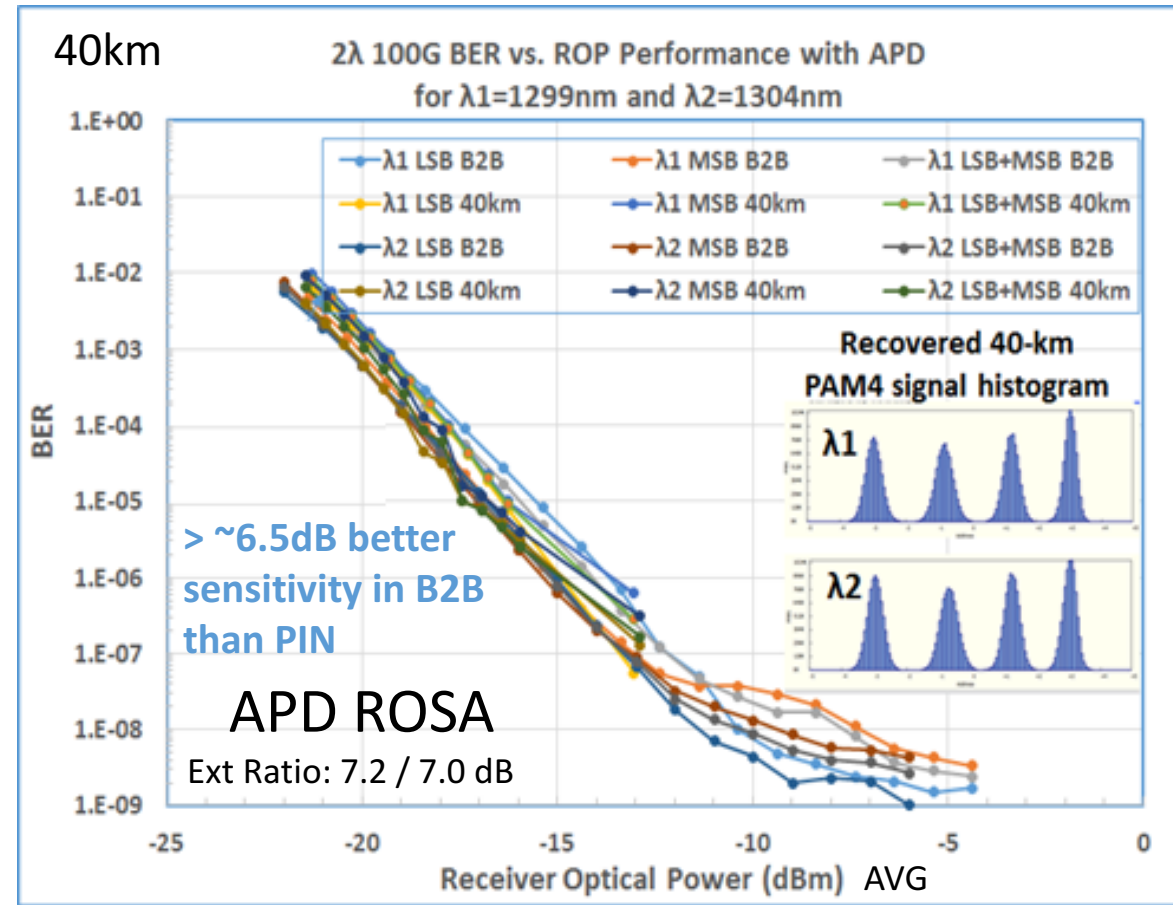 40km
2λ 100G BER vs. ROP Performance with APD
for λ1=1299nm and λ2=1304nm
1.E+00
1.E-01
1.E-02
1.E-03
1.E-04
1.E-05
1.E-06
1.E-07
1.E-08
1.E-09
BER
λ1 LSB B2B
λ1 MSB B2B
λ1 LSB+MSB B2B
λ1 LSB 40km
λ1 MSB 40km
λ1 LSB+MSB 40km
λ2 LSB B2B
λ2 MSB B2B
λ2 LSB+MSB B2B
λ2 LSB 40km
λ2 MSB 40km
λ2 LSB+MSB 40km
Recovered 40-km
PAM4 signal histogram
λ1
λ2
> ~6.5dB better
sensitivity in B2B
than PIN
APD ROSA
Ext Ratio: 7.2 / 7.0 dB
-25
-20
-15
-10
-5
0
Receiver Optical Power (dBm) AVG